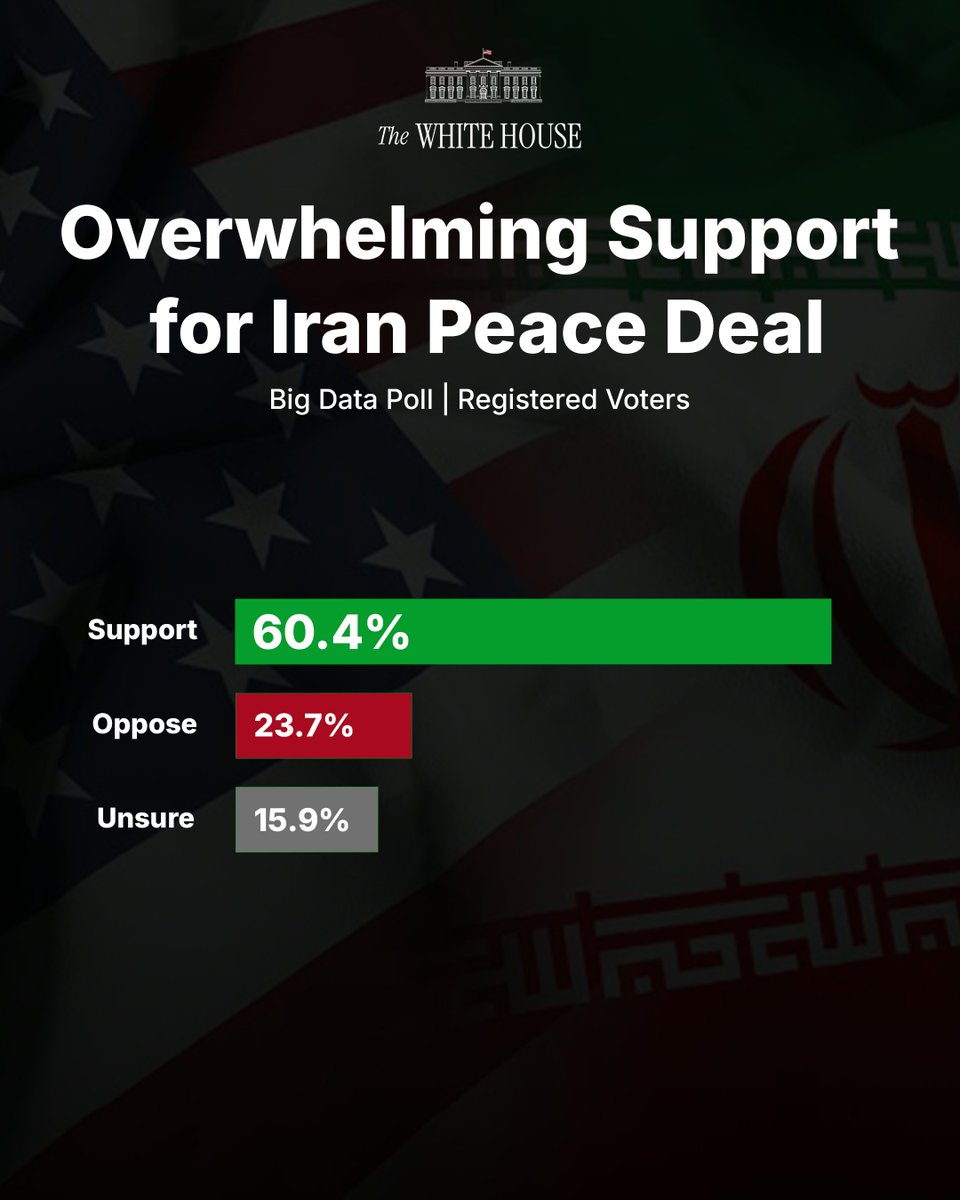 The WHITE HOUSE
Overwhelming Support
for Iran Peace Deal
Big Data Poll | Registered Voters
Support 60.4%
Oppose 23.7%
Unsure 15.9%